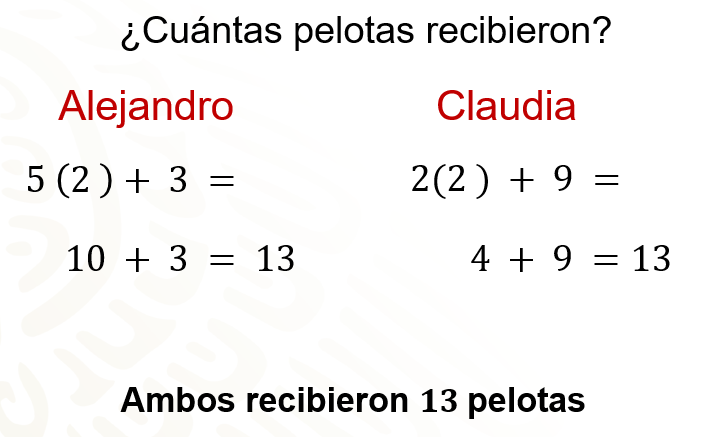 ¿Cuántas pelotas recibieron?
Alejandro
5 (2 ) + 3 =
10 + 3 = 13
Claudia
2(2 ) + 9 =
4 + 9 = 13
Ambos recibieron 13 pelotas